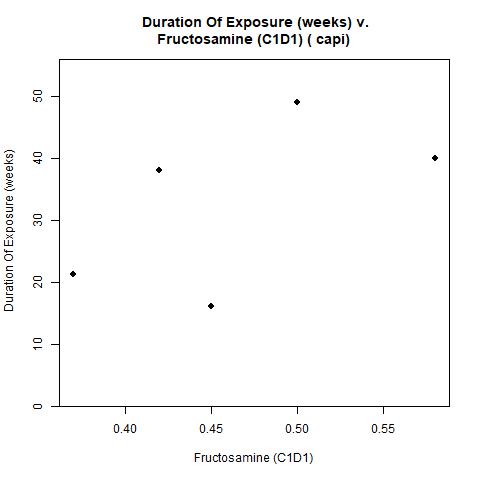 Duration Of Exposure (weeks) v.
Fructosamine (C1D1) ( capi)
Duration Of Exposure (weeks)
50
40
30
20
10
0
0.40 0.45 0.50 0.55
Fructosamine (C1D1)